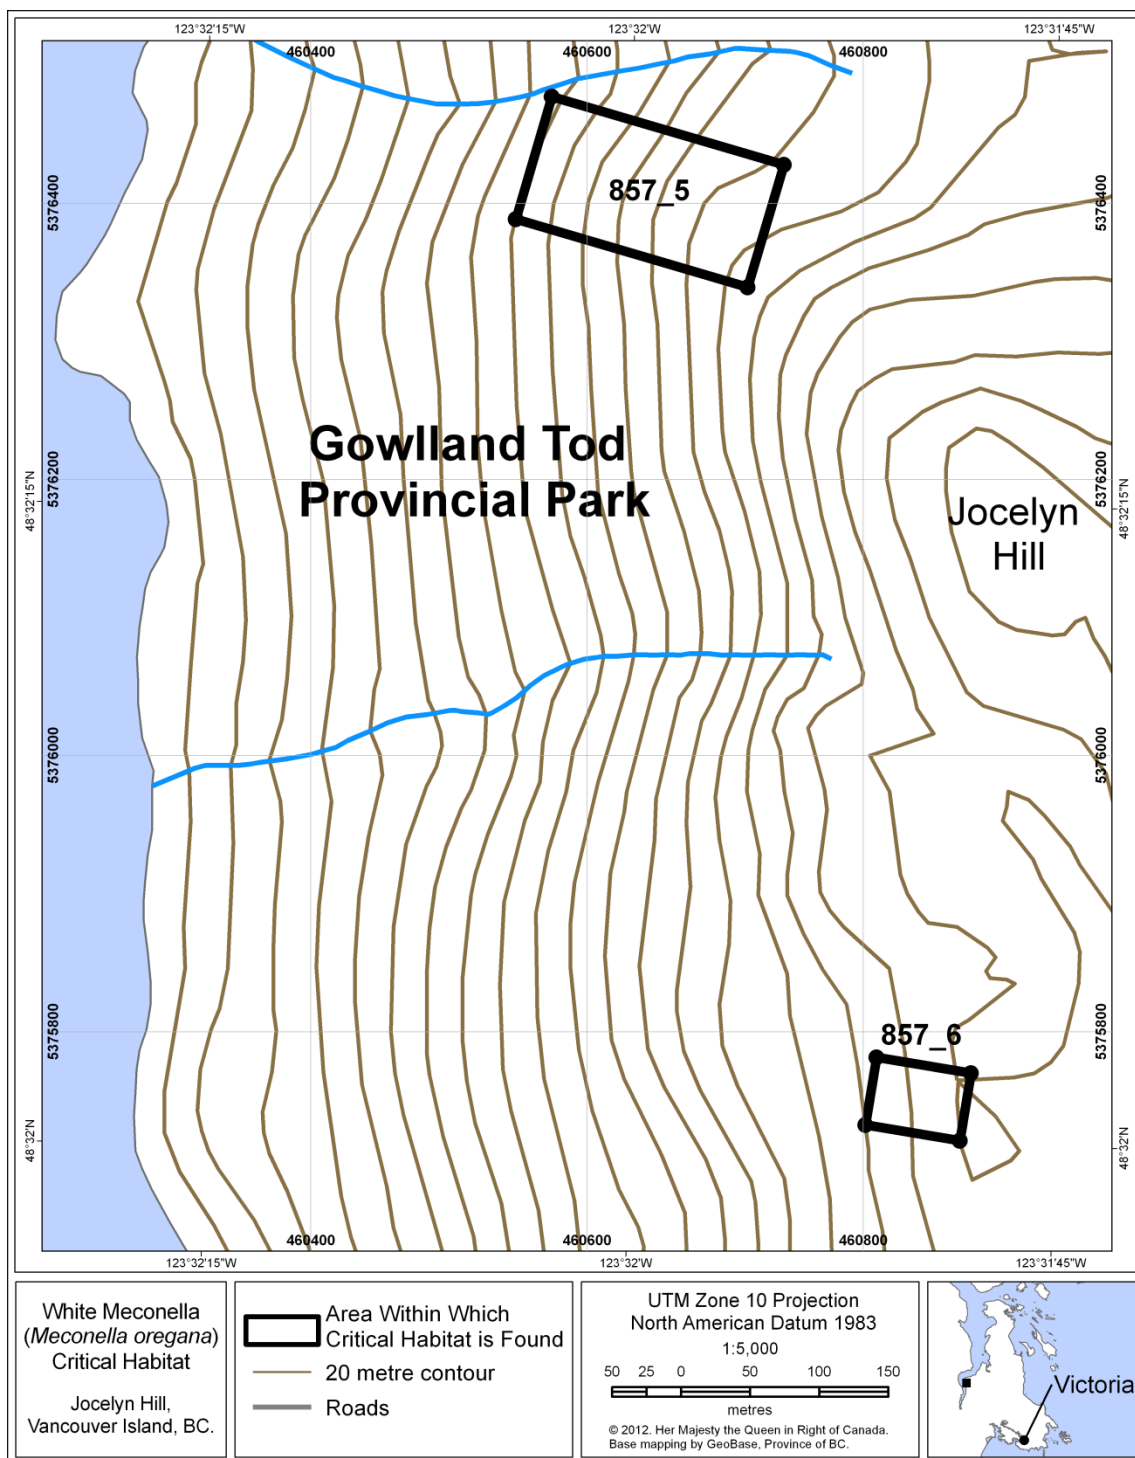 123°32'15"W
123°32'W
123°31'45"W
460400
460600
460800
857_5
5376400
5376400
Gowlland Tod
Provincial Park
5376200
5376200
48°32'15"N
48°32'15"N
Jocelyn
Hill
5376000
5376000
5375800
5375800
857_6
48°32'N
48°32'N
460400
460600
460800
123°32'15"W
123°32'W
123°31'45"W
White Meconella
(Meconella oregana)
Critical Habitat
Jocelyn Hill,
Vancouver Island, BC.
Area Within Which
Critical Habitat is Found
20 metre contour
Roads
UTM Zone 10 Projection
North American Datum 1983
1:5,000
50 25 0 50 100 150
metres
© 2012. Her Majesty the Queen in Right of Canada.
Base mapping by GeoBase, Province of BC.
Victoria